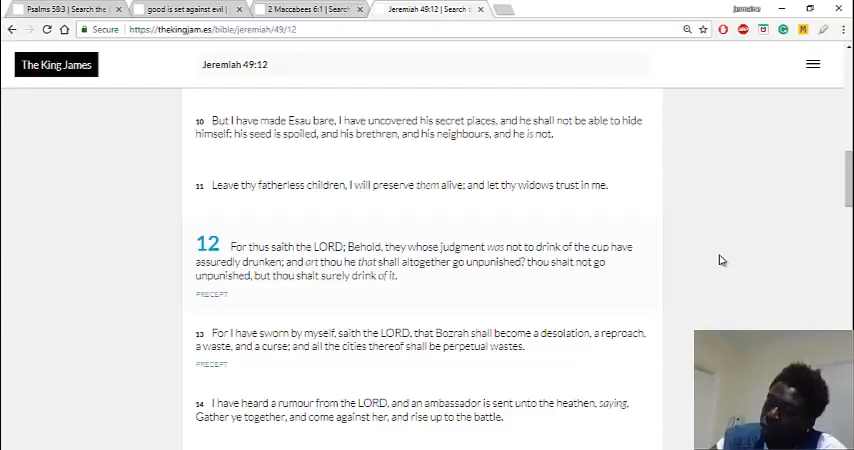 Psalms 58:3 | Search the
good is set against evil |
2 Maccabees 6:1 | Search
Jeremiah 49:12 | Search t
jermaine
Secure
https://thekingjam.es/bible/jeremiah/49/12
The King James
Jeremiah 49:12
10 But I have made Esau bare, I have uncovered his secret places, and he shall not be able to hide
himself: his seed is spoiled, and his brethren, and his neighbours, and he is not.
11 Leave thy fatherless children, I will preserve them alive; and let thy widows trust in me.
12 For thus saith the LORD; Behold, they whose judgment was not to drink of the cup have
assuredly drunken; and art thou he that shall altogether go unpunished? thou shalt not go
unpunished, but thou shalt surely drink of it.
PRECEPT
13 For I have sworn by myself, saith the LORD, that Bozrah shall become a desolation, a reproach,
a waste, and a curse; and all the cities thereof shall be perpetual wastes.
PRECEPT
14 I have heard a rumour from the LORD, and an ambassador is sent unto the heathen, saying,
Gather ye together, and come against her, and rise up to the battle.